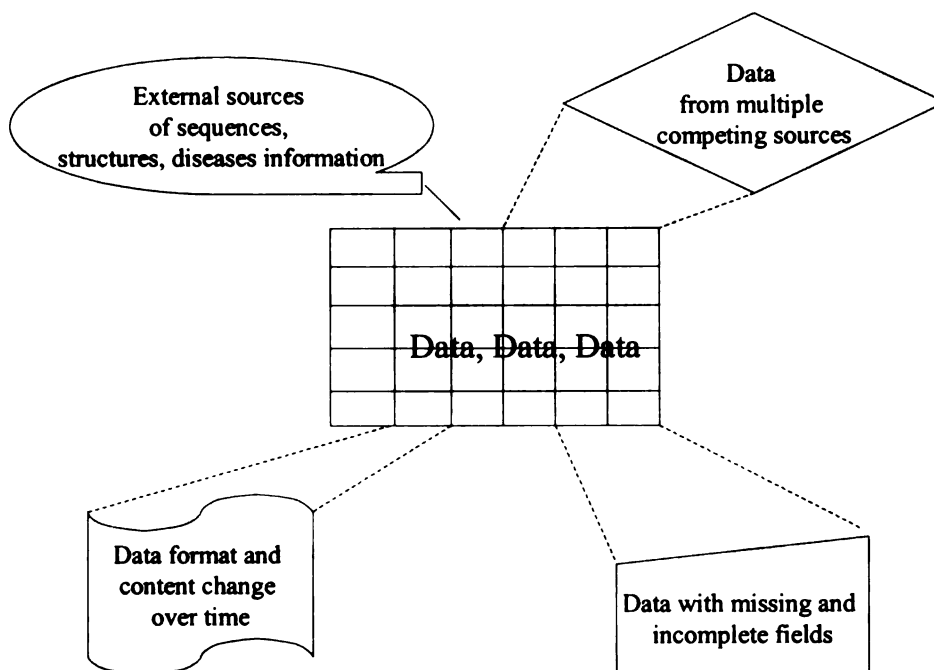 External sources
of sequences,
structures, diseases information
Data
from multiple
competing sources
Data, Data, Data
Data format and
content change
over time
Data with missing and
incomplete fields